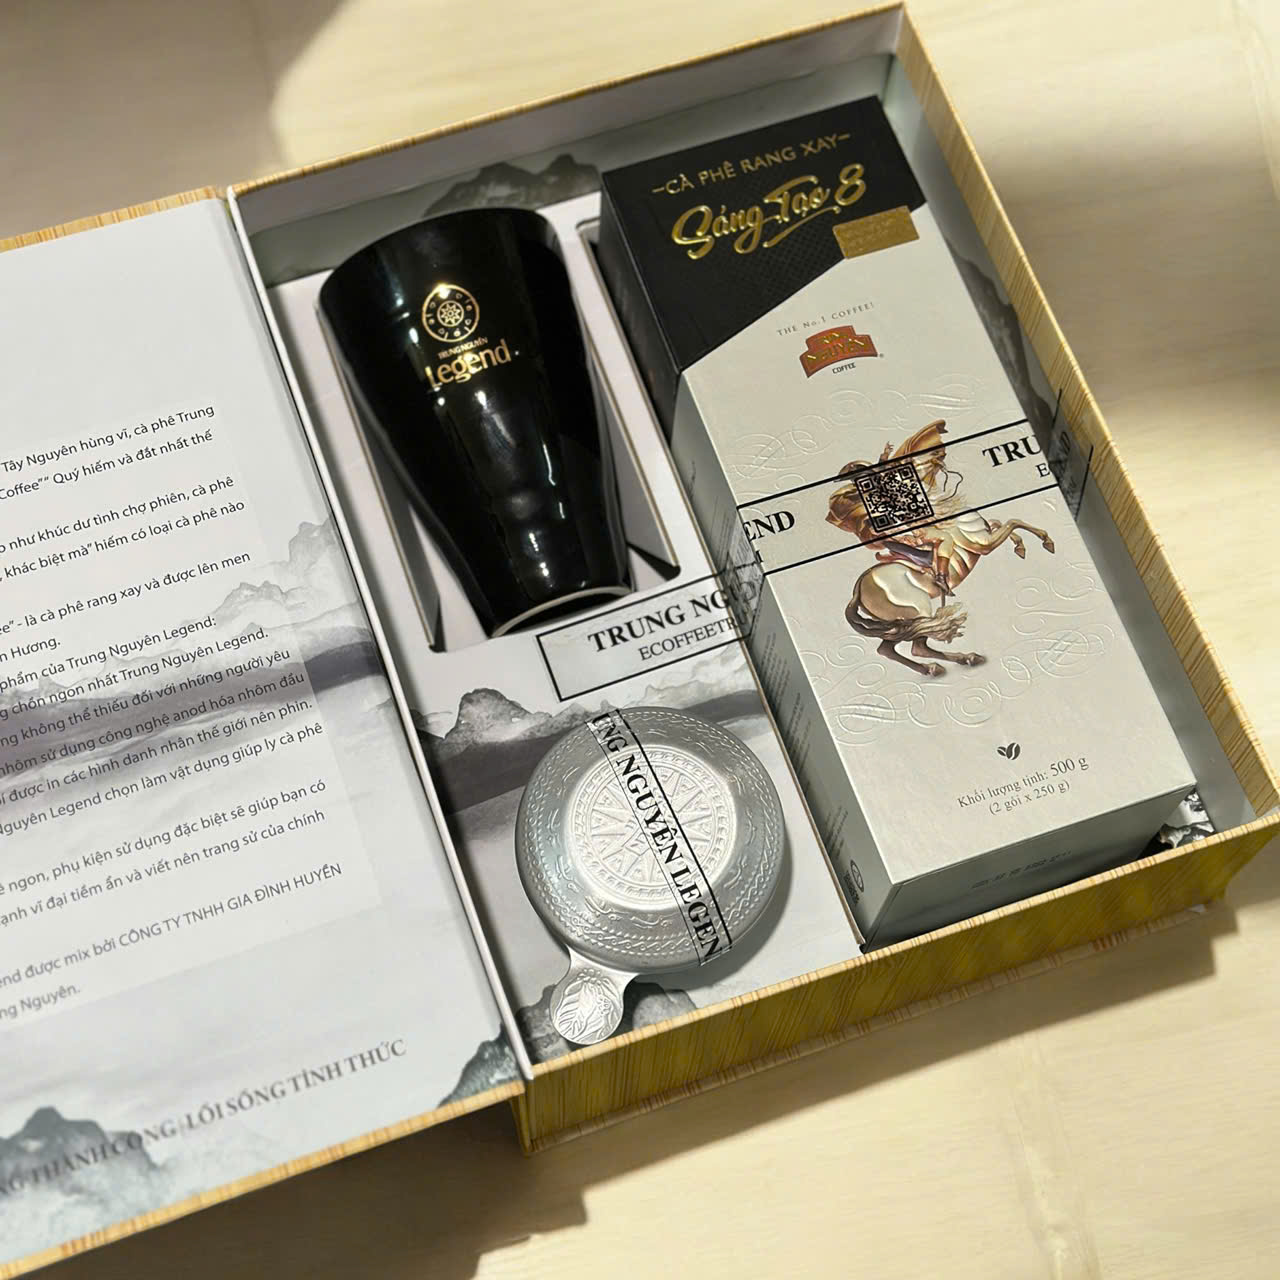 Tây Nguyên hùng vĩ, cà phê Trung
Coffee"" Quý hiếm và đắt nhất thế
như khúc dư tình chợ phiên, cà phê
, khác biệt mà" hiếm có loại cà phê nào
ee" - là cà phê rang xay và được lên men
n Hương.
phẩm của Trung Nguyên Legend:
chồn ngon nhất Trung Nguyên Legend.
ng không thể thiếu đối với những người yêu
nhôm sử dụng công nghệ anod hóa nhôm đầu
được in các hình danh nhân thế giới nên phin.
guyên Legend chọn làm vật dụng giúp ly cà phê
ngon, phụ kiện sử dụng đặc biệt sẽ giúp bạn có
ạnh vĩ đại tiềm ẩn và viết nên trang sử của chính
end được mix bởi CÔNG TY TNHH GIA ĐÌNH HUYỀN
ng Nguyên.
THÀNH CÔNG LỐI SỐNG TỈNH THỨC
TRUNG NGUYÊN
Legend
CÀ PHÊ RANG XAY
Sáng Tạo 8
THE No.1 COFFEE!
TRUNG
NGUYÊN
COFFEE
TRU
END
TRUNG NG
ECOFFEETRU
UNG NGUYÊN LEGEN
Khối lượng tịnh: 500 g
(2 gói x 250 g)